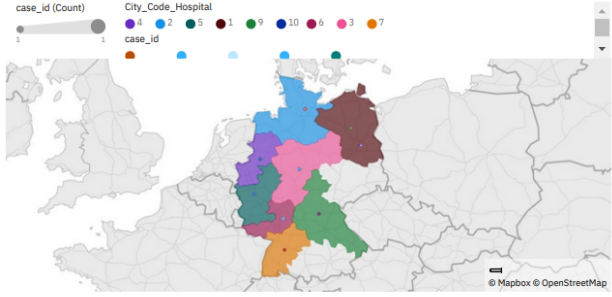 case_id (Count)
1 1
City_Code_Hospital
4 2 5 1 9 10 6 3 7
case_id
© Mapbox © OpenStreetMap